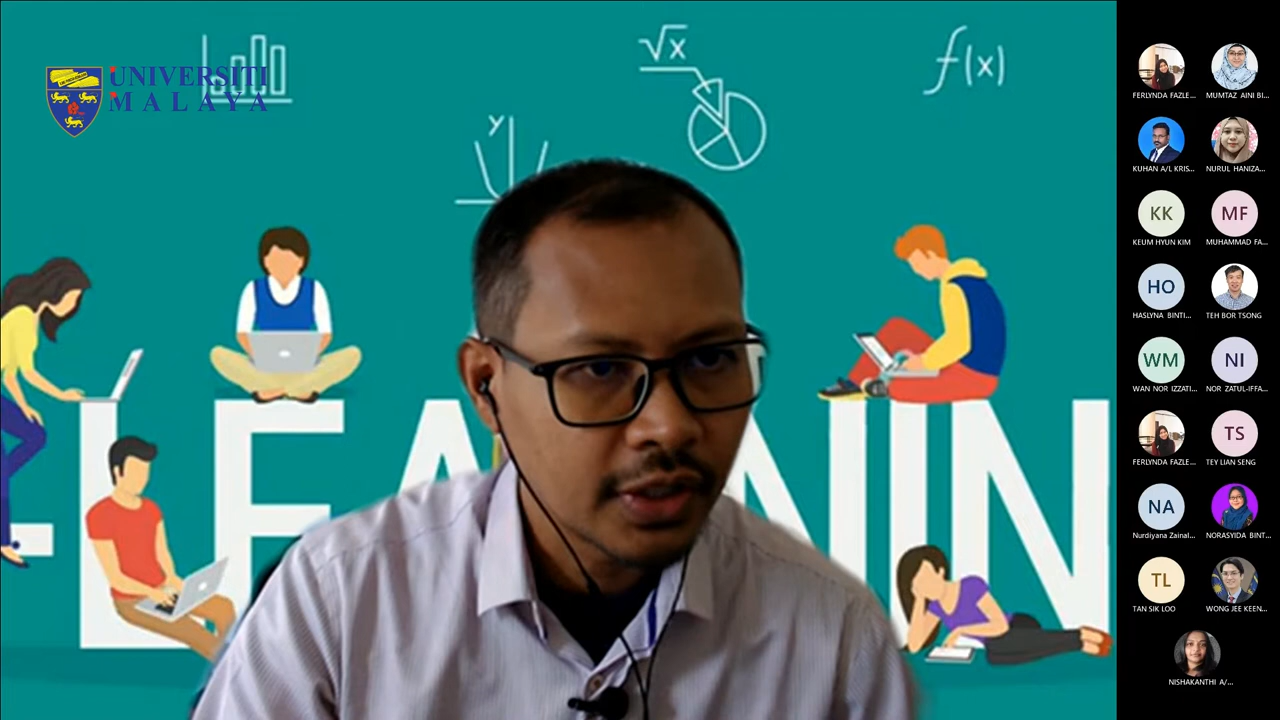 UNIVERSITI
MALAYA
√x
f(x)
y
-LEARNIN
FERLYNDA FAZLE...
MUMTAZ AINI BI...
KUHAN A/L KRIS...
NURUL HANIZA...
KK
MF
KEUM HYUN KIM
MUHAMMAD FA...
HO
HASLYNA BINTI...
TEH BOR TSONG
WM
NI
WAN NOR IZZATI...
NOR ZATUL-IFFA...
TS
FERLYNDA FAZLE...
TEY LIAN SENG
NA
Nurdiyana Zainal...
NORASYIDA BINT...
TL
TAN SIK LOO
WONG JEE KEEN...
NISHAKANTHI A/...